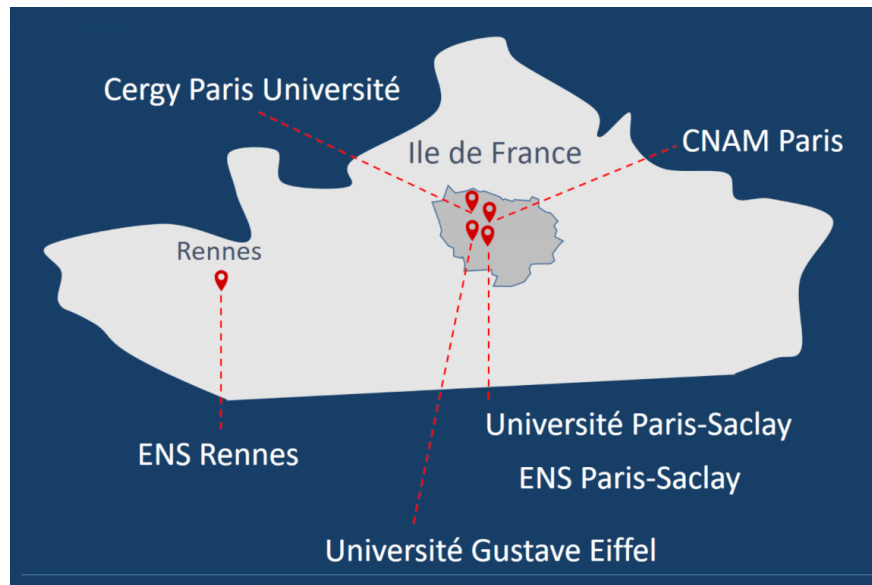 Cergy Paris Université
CNAM Paris
Ile de France
Rennes
Université Paris-Saclay
ENS Rennes
ENS Paris-Saclay
Université Gustave Eiffel